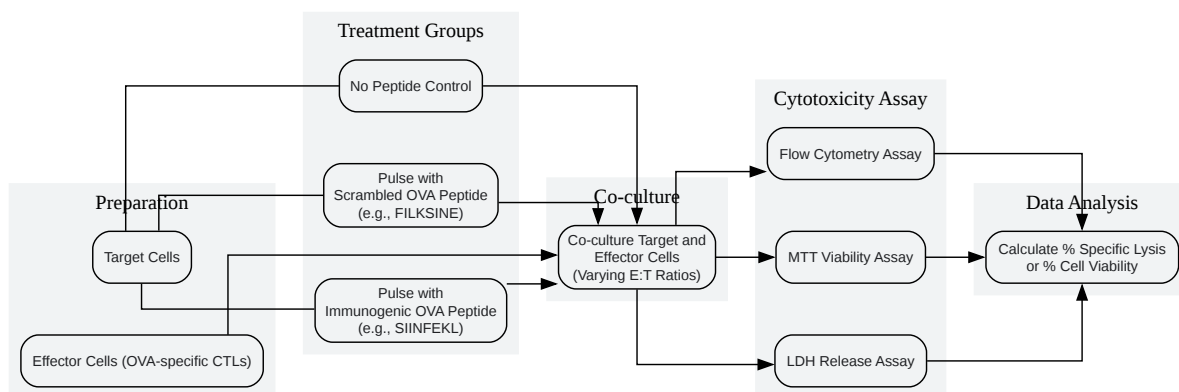 Treatment Groups
No Peptide Control
Cytotoxicity Assay
Flow Cytometry Assay
Pulse with
Scrambled OVA Peptide
(e.g., FILKSINE)
Preparation
Co-culture
Data Analysis
Target Cells
Co-culture Target and
Effector Cells
(Varying E:T Ratios)
MTT Viability Assay
Calculate % Specific Lysis
or % Cell Viability
Pulse with
Immunogenic OVA Peptide
(e.g., SIINFEKL)
Effector Cells (OVA-specific CTLs)
LDH Release Assay